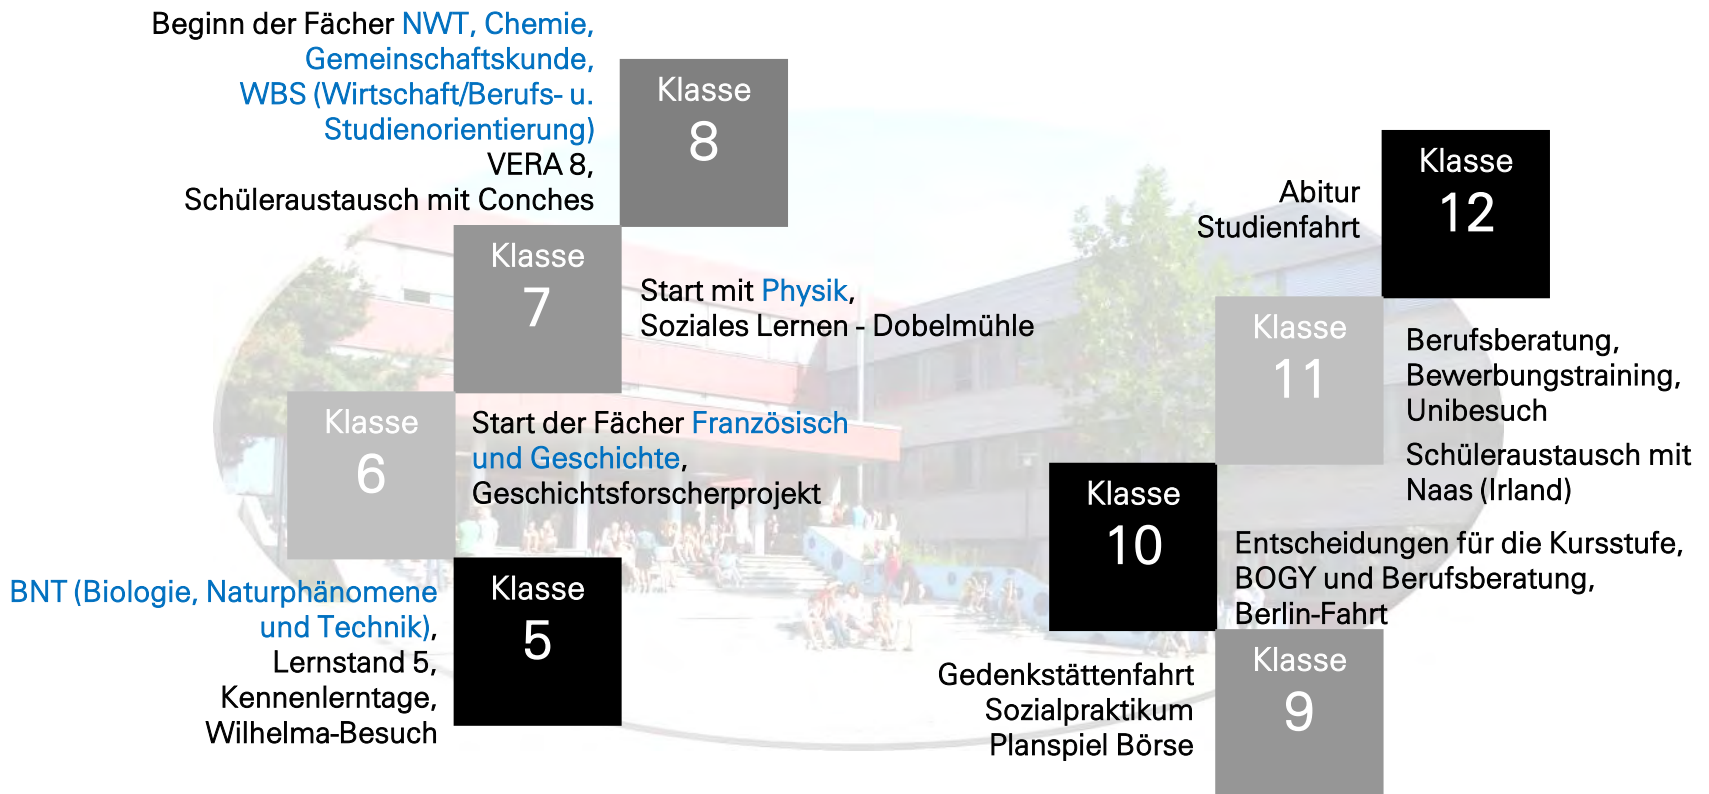 Beginn der Fächer NWT, Chemie,
Gemeinschaftskunde,
WBS (Wirtschaft/Berufs- u.
Studienorientierung)
VERA 8,
Schüleraustausch mit Conches
Klasse
8
Klasse
7
Start mit Physik,
Soziales Lernen - Dobelmühle
Klasse
6
Start der Fächer Französisch
und Geschichte,
Geschichtsforscherprojekt
BNT (Biologie, Naturphänomene
und Technik),
Lernstand 5,
Kennenlerntage,
Wilhelma-Besuch
Klasse
5
Abitur
Studienfahrt
Klasse
12
Klasse
11
Berufsberatung,
Bewerbungstraining,
Unibesuch
Schüleraustausch mit
Naas (Irland)
Klasse
10
Entscheidungen für die Kursstufe,
BOGY und Berufsberatung,
Berlin-Fahrt
Gedenkstättenfahrt
Sozialpraktikum
Planspiel Börse
Klasse
9